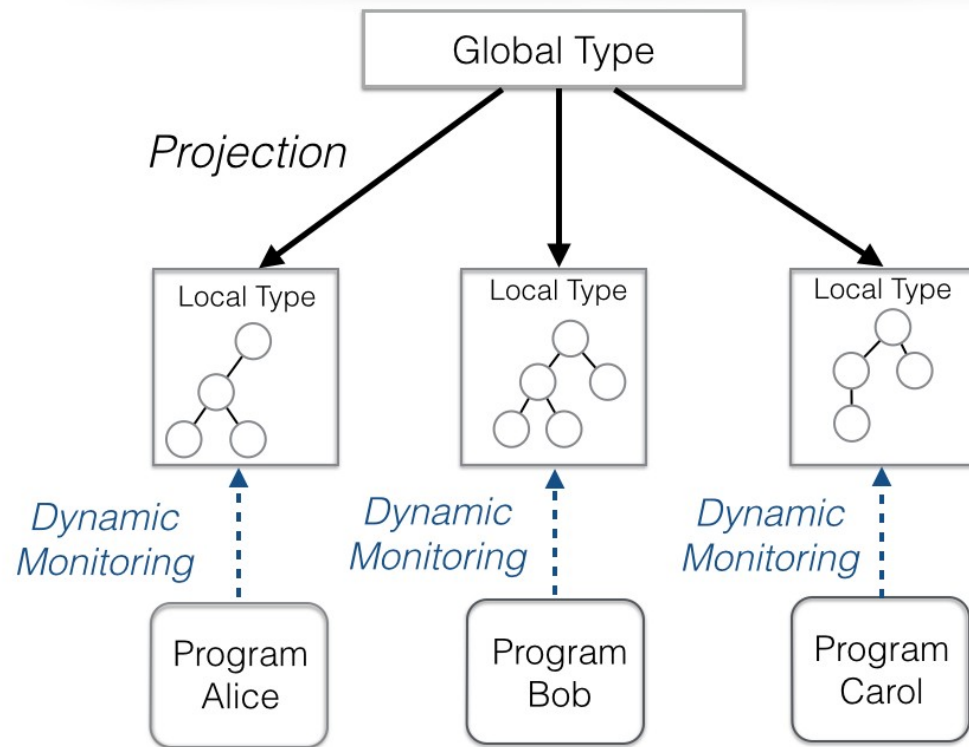 Global Type
Projection
Local Type
Local Type
Local Type
Dynamic
Monitoring
Dynamic
Monitoring
Dynamic
Monitoring
Program
Alice
Program
Bob
Program
Carol